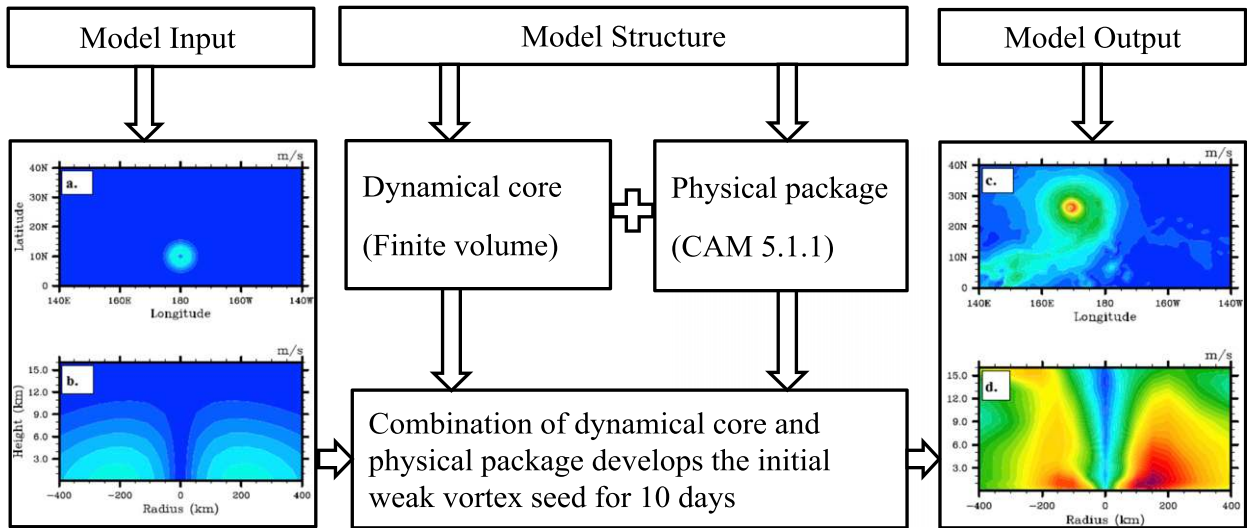 Model Input
Model Structure
Model Output
m/s
a.
40N
30N
20N
10N
0
Latitude
140E 160E 180 160W 140W
Longitude
m/s
b.
15.0
12.0
9.0
6.0
3.0
Height (km)
−400 −200 0 200 400
Radius (km)
Dynamical core
(Finite volume)
Physical package
(CAM 5.1.1)
Combination of dynamical core and
physical package develops the initial
weak vortex seed for 10 days
m/s
c.
40N
30N
20N
10N
0
140E 160E 180 160W 140W
Longitude
m/s
d.
15.0
12.0
9.0
6.0
3.0
−400 −200 0 200 400
Radius (km)